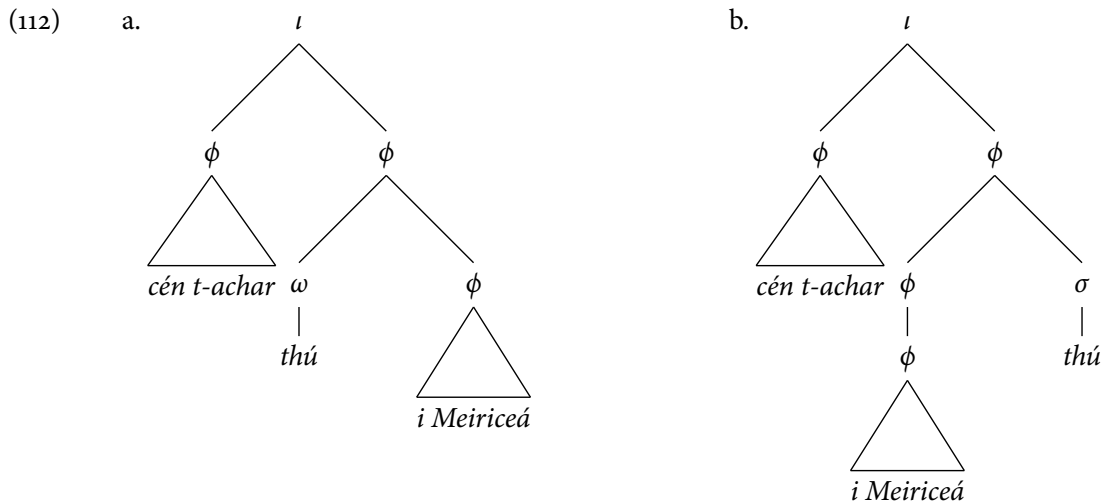 (112) a. ι b. ι
ϕ ϕ ϕ ϕ
cén t-achar ω ϕ cén t-achar ϕ σ
thú ϕ thú
i Meiriceá
i Meiriceá